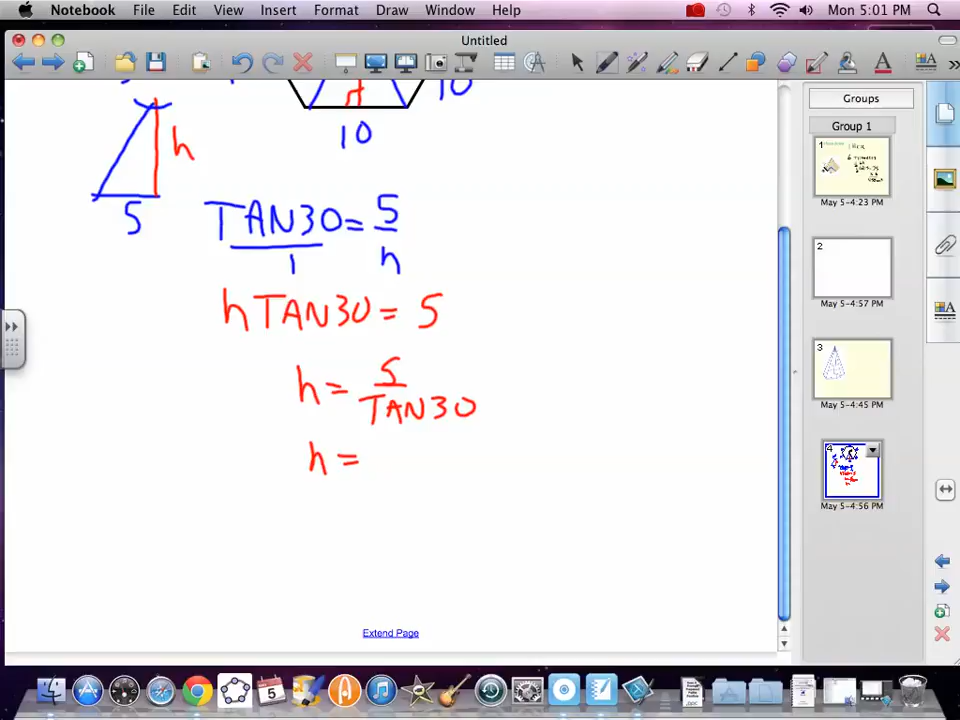 Notebook File Edit View Insert Format Draw Window Help Mon 5:01 PM
Untitled
h
10
10
5
TAN30 = 5
1 h
hTAN30 = 5
h = 5
TAN30
h =
Extend Page
Groups
Group 1
1
May 5-4:23 PM
2
May 5-4:57 PM
3
May 5-4:45 PM
4
May 5-4:56 PM
5